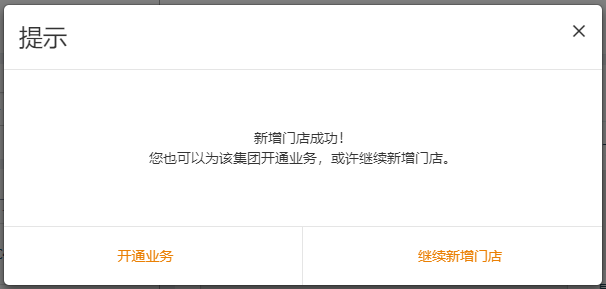 提示
新增门店成功！
您也可以为该集团开通业务，或许继续新增门店。
开通业务
继续新增门店